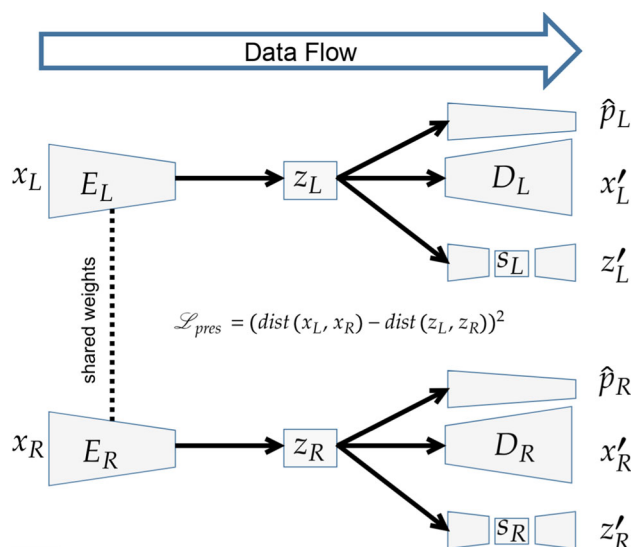 Data Flow
x_L E_L z_L D_L p̂_L
x′_L
s_L z′_L
shared weights
ℒ_pres = (dist(x_L, x_R) − dist(z_L, z_R))²
x_R E_R z_R D_R p̂_R
x′_R
s_R z′_R